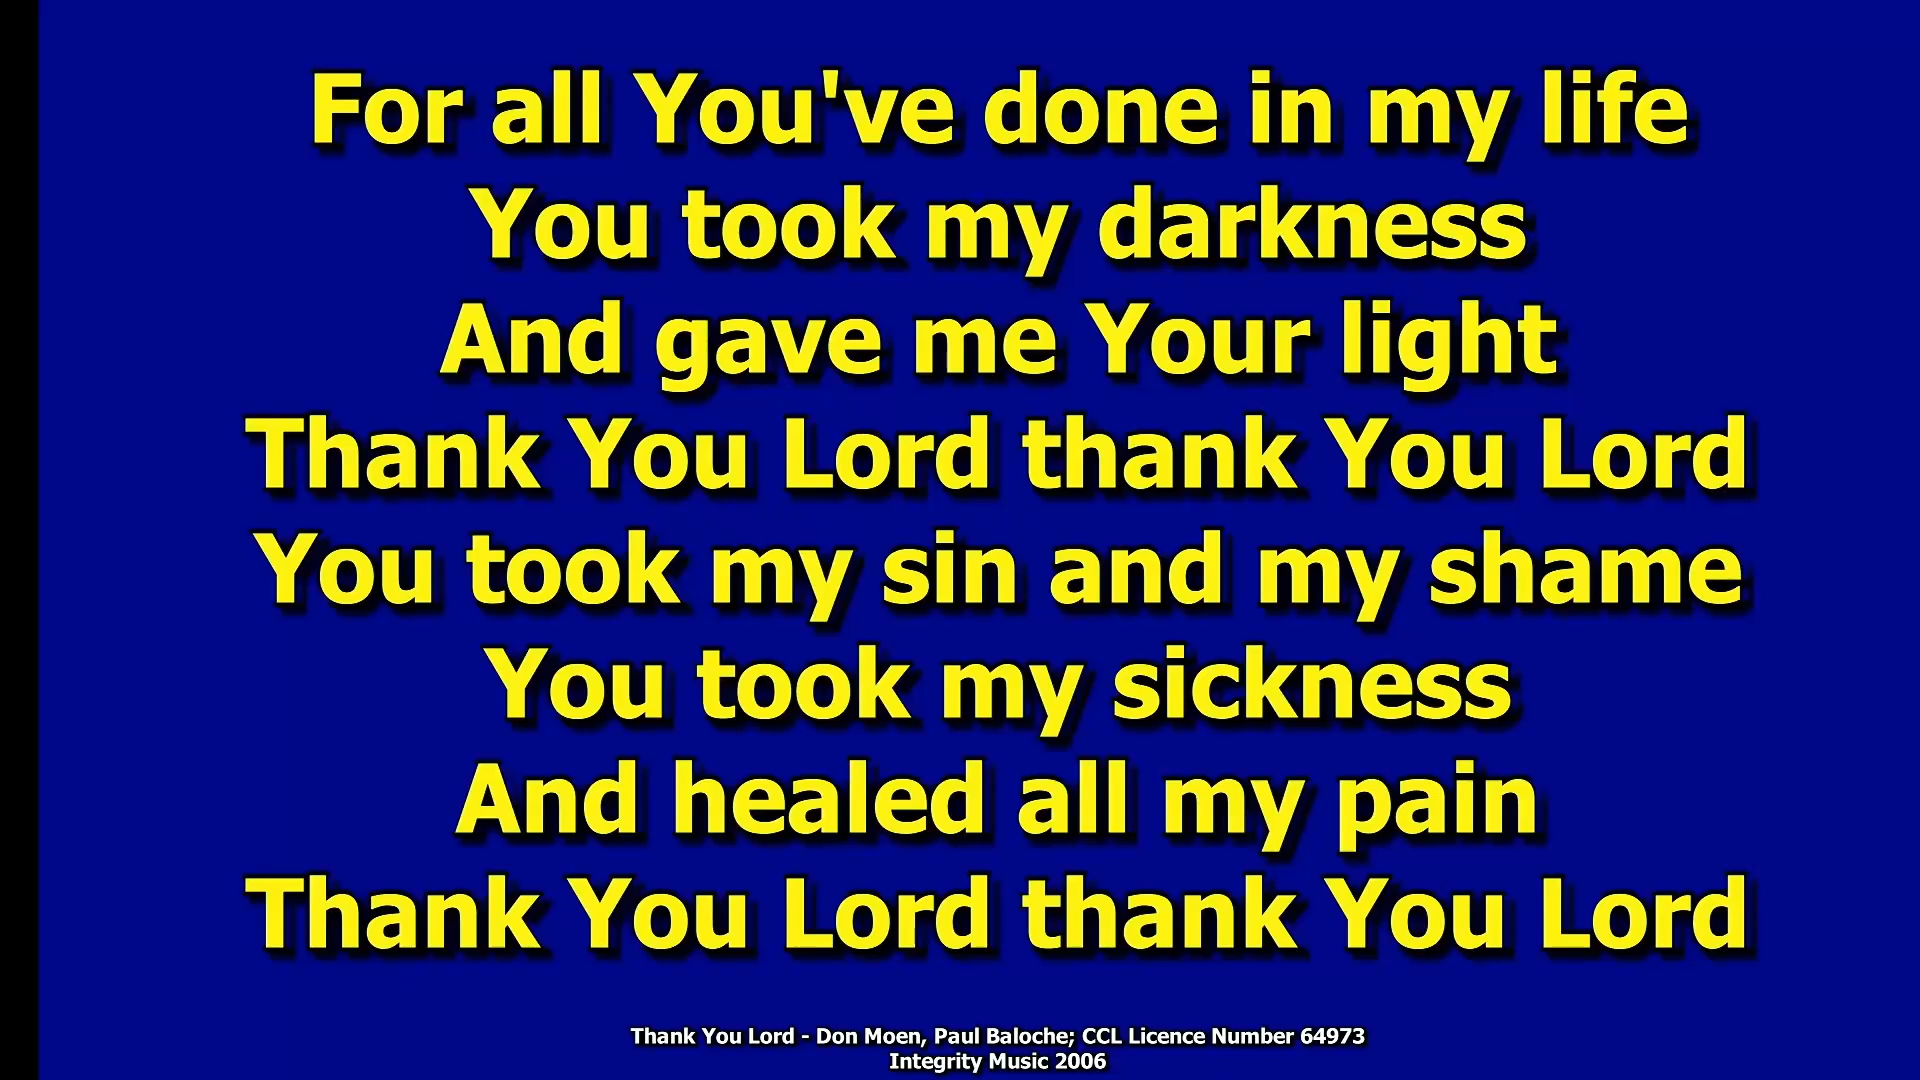 For all You've done in my life
You took my darkness
And gave me Your light
Thank You Lord thank You Lord
You took my sin and my shame
You took my sickness
And healed all my pain
Thank You Lord thank You Lord
Thank You Lord - Don Moen, Paul Baloche; CCL Licence Number 64973
Integrity Music 2006